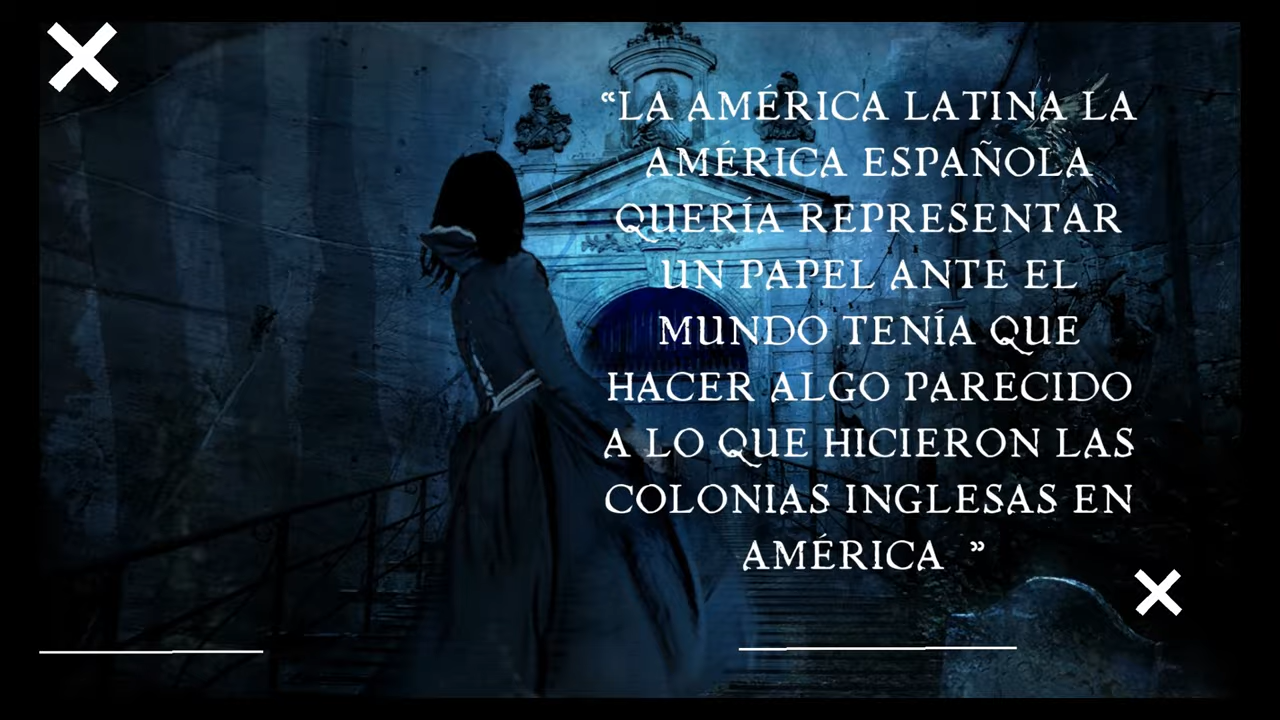 “LA AMÉRICA LATINA LA
AMÉRICA ESPAÑOLA
QUERÍA REPRESENTAR
UN PAPEL ANTE EL
MUNDO TENÍA QUE
HACER ALGO PARECIDO
A LO QUE HICIERON LAS
COLONIAS INGLESAS EN
AMÉRICA ”